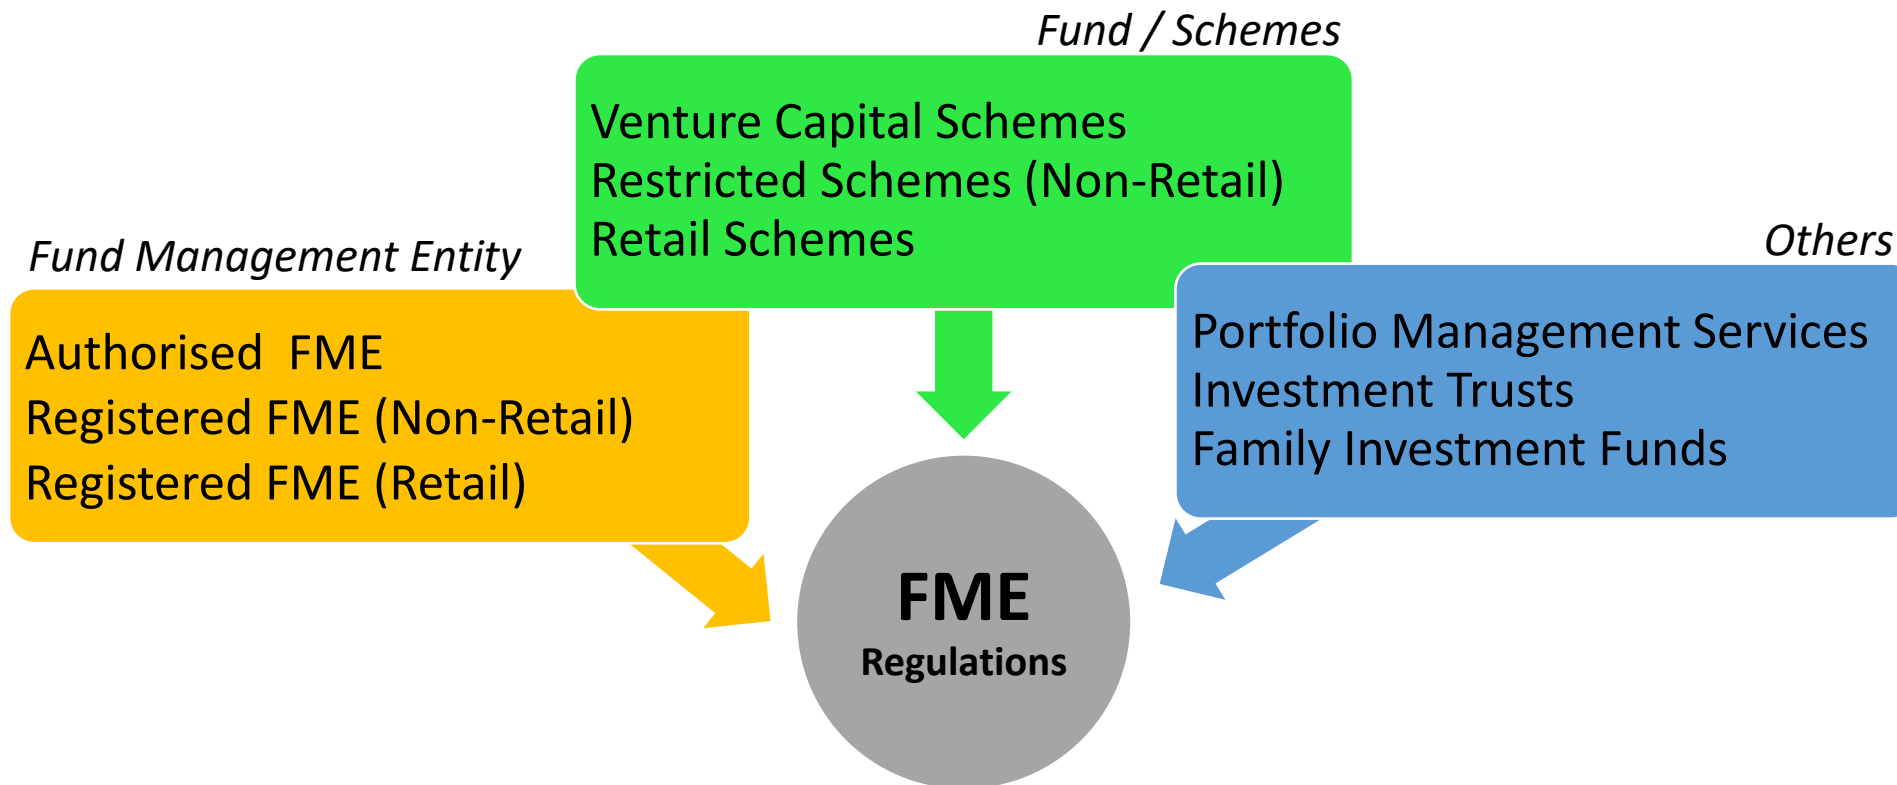 Fund / Schemes
Venture Capital Schemes
Restricted Schemes (Non-Retail)
Retail Schemes
Fund Management Entity
Authorised  FME
Registered FME (Non-Retail)
Registered FME (Retail)
Others
Portfolio Management Services
Investment Trusts
Family Investment Funds
FME
Regulations